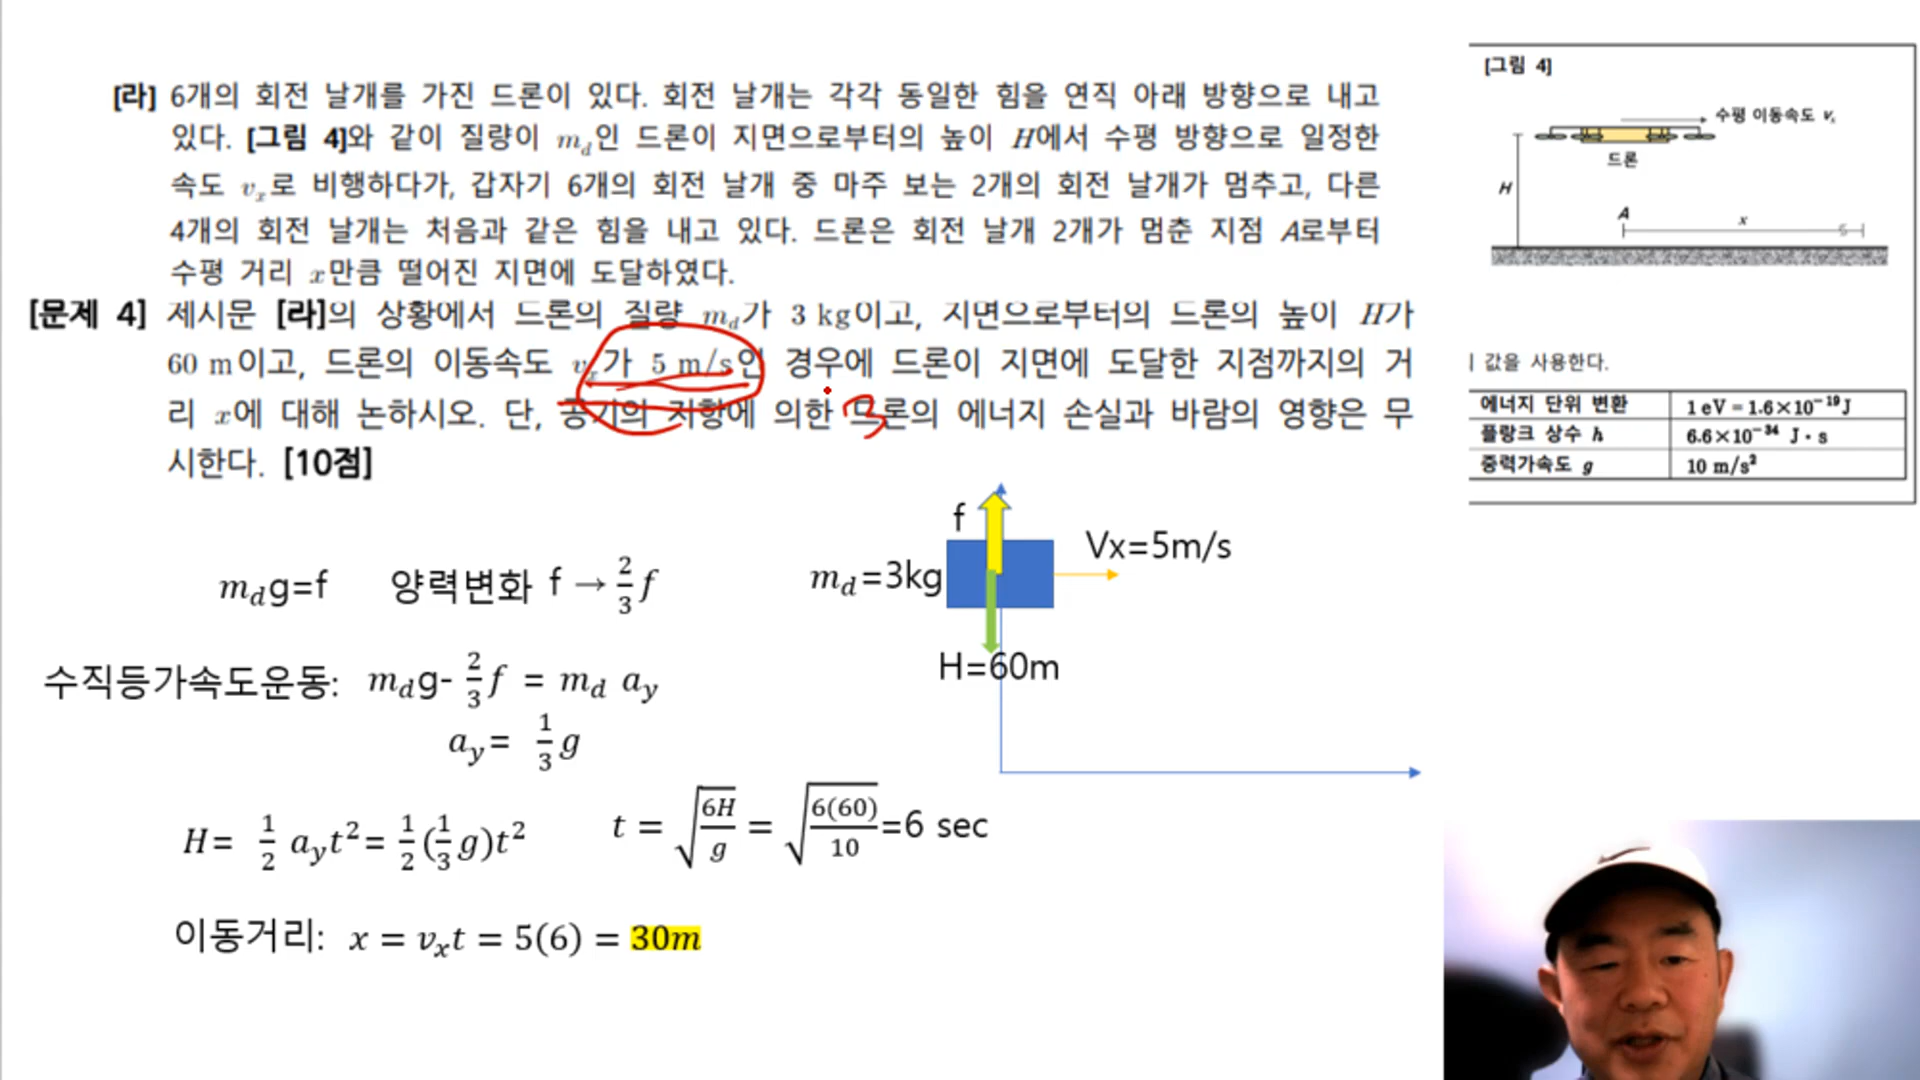 [라] 6개의 회전 날개를 가진 드론이 있다. 회전 날개는 각각 동일한 힘을 연직 아래 방향으로 내고
있다. [그림 4]와 같이 질량이 m_d인 드론이 지면으로부터의 높이 H에서 수평 방향으로 일정한
속도 v_x로 비행하다가, 갑자기 6개의 회전 날개 중 마주 보는 2개의 회전 날개가 멈추고, 다른
4개의 회전 날개는 처음과 같은 힘을 내고 있다. 드론은 회전 날개 2개가 멈춘 지점 A로부터
수평 거리 x만큼 떨어진 지면에 도달하였다.
[문제 4] 제시문 [라]의 상황에서 드론의 질량 m_d가 3 kg이고, 지면으로부터의 드론의 높이 H가
60 m이고, 드론의 이동속도 v_x가 5 m/s인 경우에 드론이 지면에 도달한 지점까지의 거
리 x에 대해 논하시오. 단, 공기의 저항에 의한 드론의 에너지 손실과 바람의 영향은 무
시한다. [10점]
3
[그림 4]
수평 이동속도 v_x
드론
H
A
x
값을 사용한다.
에너지 단위 변환 1 eV = 1.6×10⁻¹⁹ J
플랑크 상수 h 6.6×10⁻³⁴ J·s
중력가속도 g 10 m/s²
f
Vx=5m/s
m_d=3kg
H=60m
m_d g=f 양력변화 f → 2/3 f
수직등가속도운동: m_d g- 2/3 f = m_d a_y
a_y= 1/3 g
H= 1/2 a_y t²= 1/2 (1/3 g)t² t = √(6H/g) = √(6(60)/10) =6 sec
이동거리: x = v_x t = 5(6) = 30m